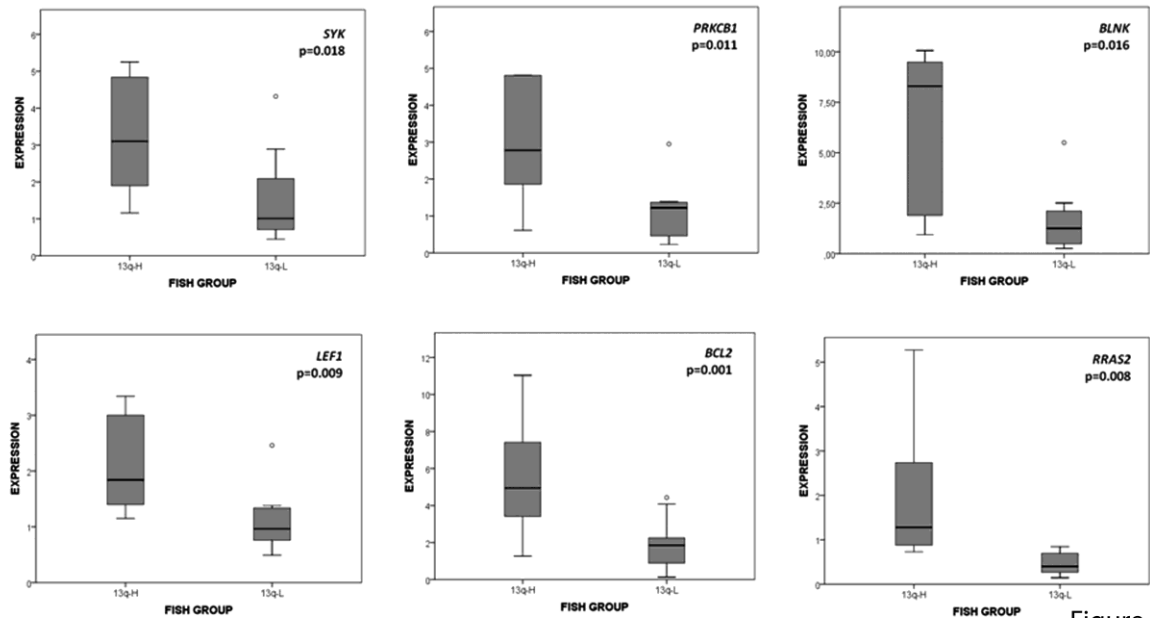 SYK
p=0.018
6
5
4
3
2
1
0
EXPRESSION
13q-H
13q-L
FISH GROUP
PRKCB1
p=0.011
6
5
4
3
2
1
0
EXPRESSION
13q-H
13q-L
FISH GROUP
BLNK
p=0.016
10,00
7,50
5,00
2,50
,00
EXPRESSION
13q-H
13q-L
FISH GROUP
LEF1
p=0.009
4
3
2
1
0
EXPRESSION
13q-H
13q-L
FISH GROUP
BCL2
p=0.001
12
10
8
6
4
2
0
EXPRESSION
13q-H
13q-L
FISH GROUP
RRAS2
p=0.008
5
4
3
2
1
0
EXPRESSION
13q-H
13q-L
FISH GROUP
Figure